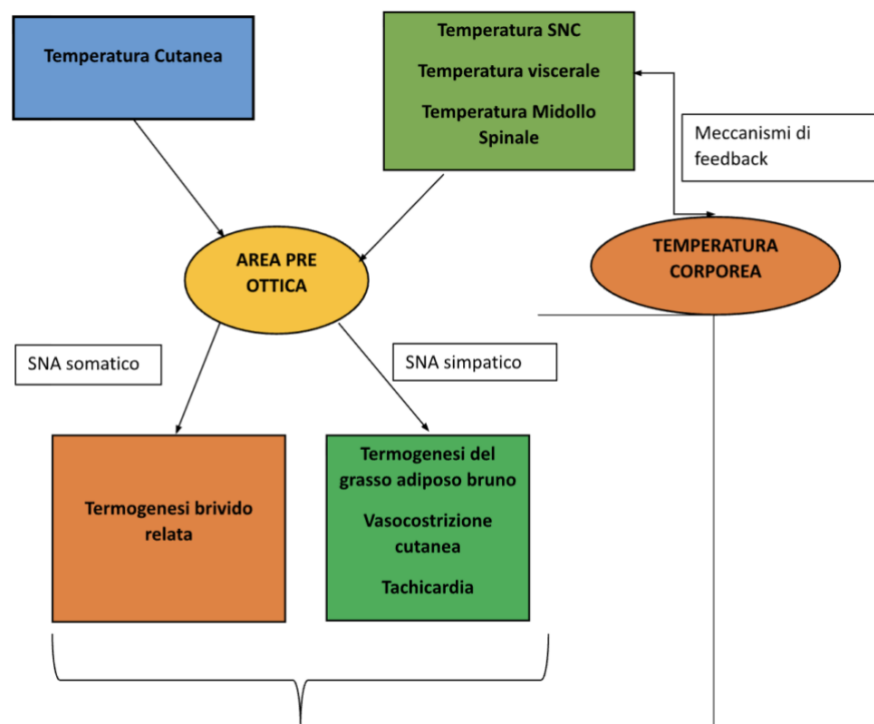 Temperatura Cutanea
Temperatura SNC
Temperatura viscerale
Temperatura Midollo
Spinale
Meccanismi di
feedback
AREA PRE
OTTICA
TEMPERATURA
CORPOREA
SNA somatico
SNA simpatico
Termogenesi brivido
relata
Termogenesi del
grasso adiposo bruno
Vasocostrizione
cutanea
Tachicardia